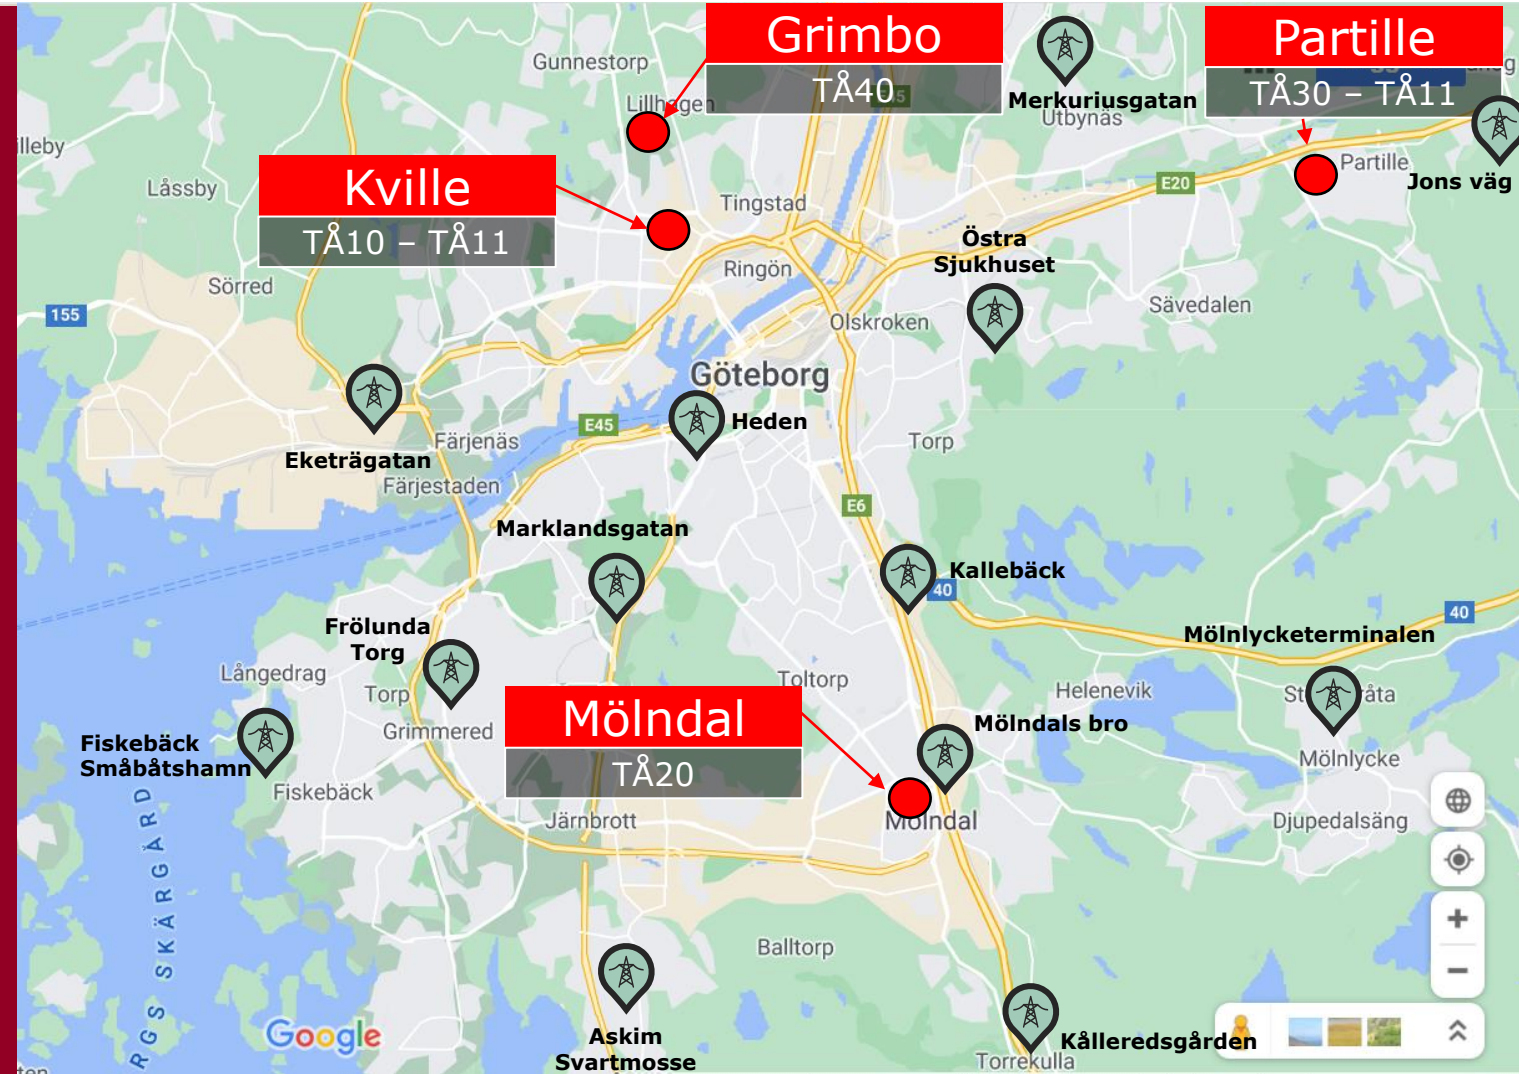 Grimbo
TÅ40
Partille
TÅ30 – TÅ11
Gunnestorp
Lillhagen
Merkuriusgatan
Utbynäs
Partille
Jons väg
E20
Kville
TÅ10 – TÅ11
Låssby
Tingstad
Ringön
Östra
Sjukhuset
Sörred
155
Olskroken
Sävedalen
Göteborg
Heden
E45
Torp
Färjenäs
Eketrägatan
Färjestaden
E6
Marklandsgatan
Kallebäck
40
40
Frölunda
Torg
Mölnlycketerminalen
Långedrag
Torp
Toltorp
Helenevik
Grimmered
Mölndal
TÅ20
Mölndals bro
Fiskebäck
Småbåtshamn
Fiskebäck
Mölnlycke
Järnbrott
Mölndal
Djupedalsäng
RGS SKÄRGÅRD
Balltorp
Google
Askim
Svartmosse
Kålleredsgården
Torrekulla